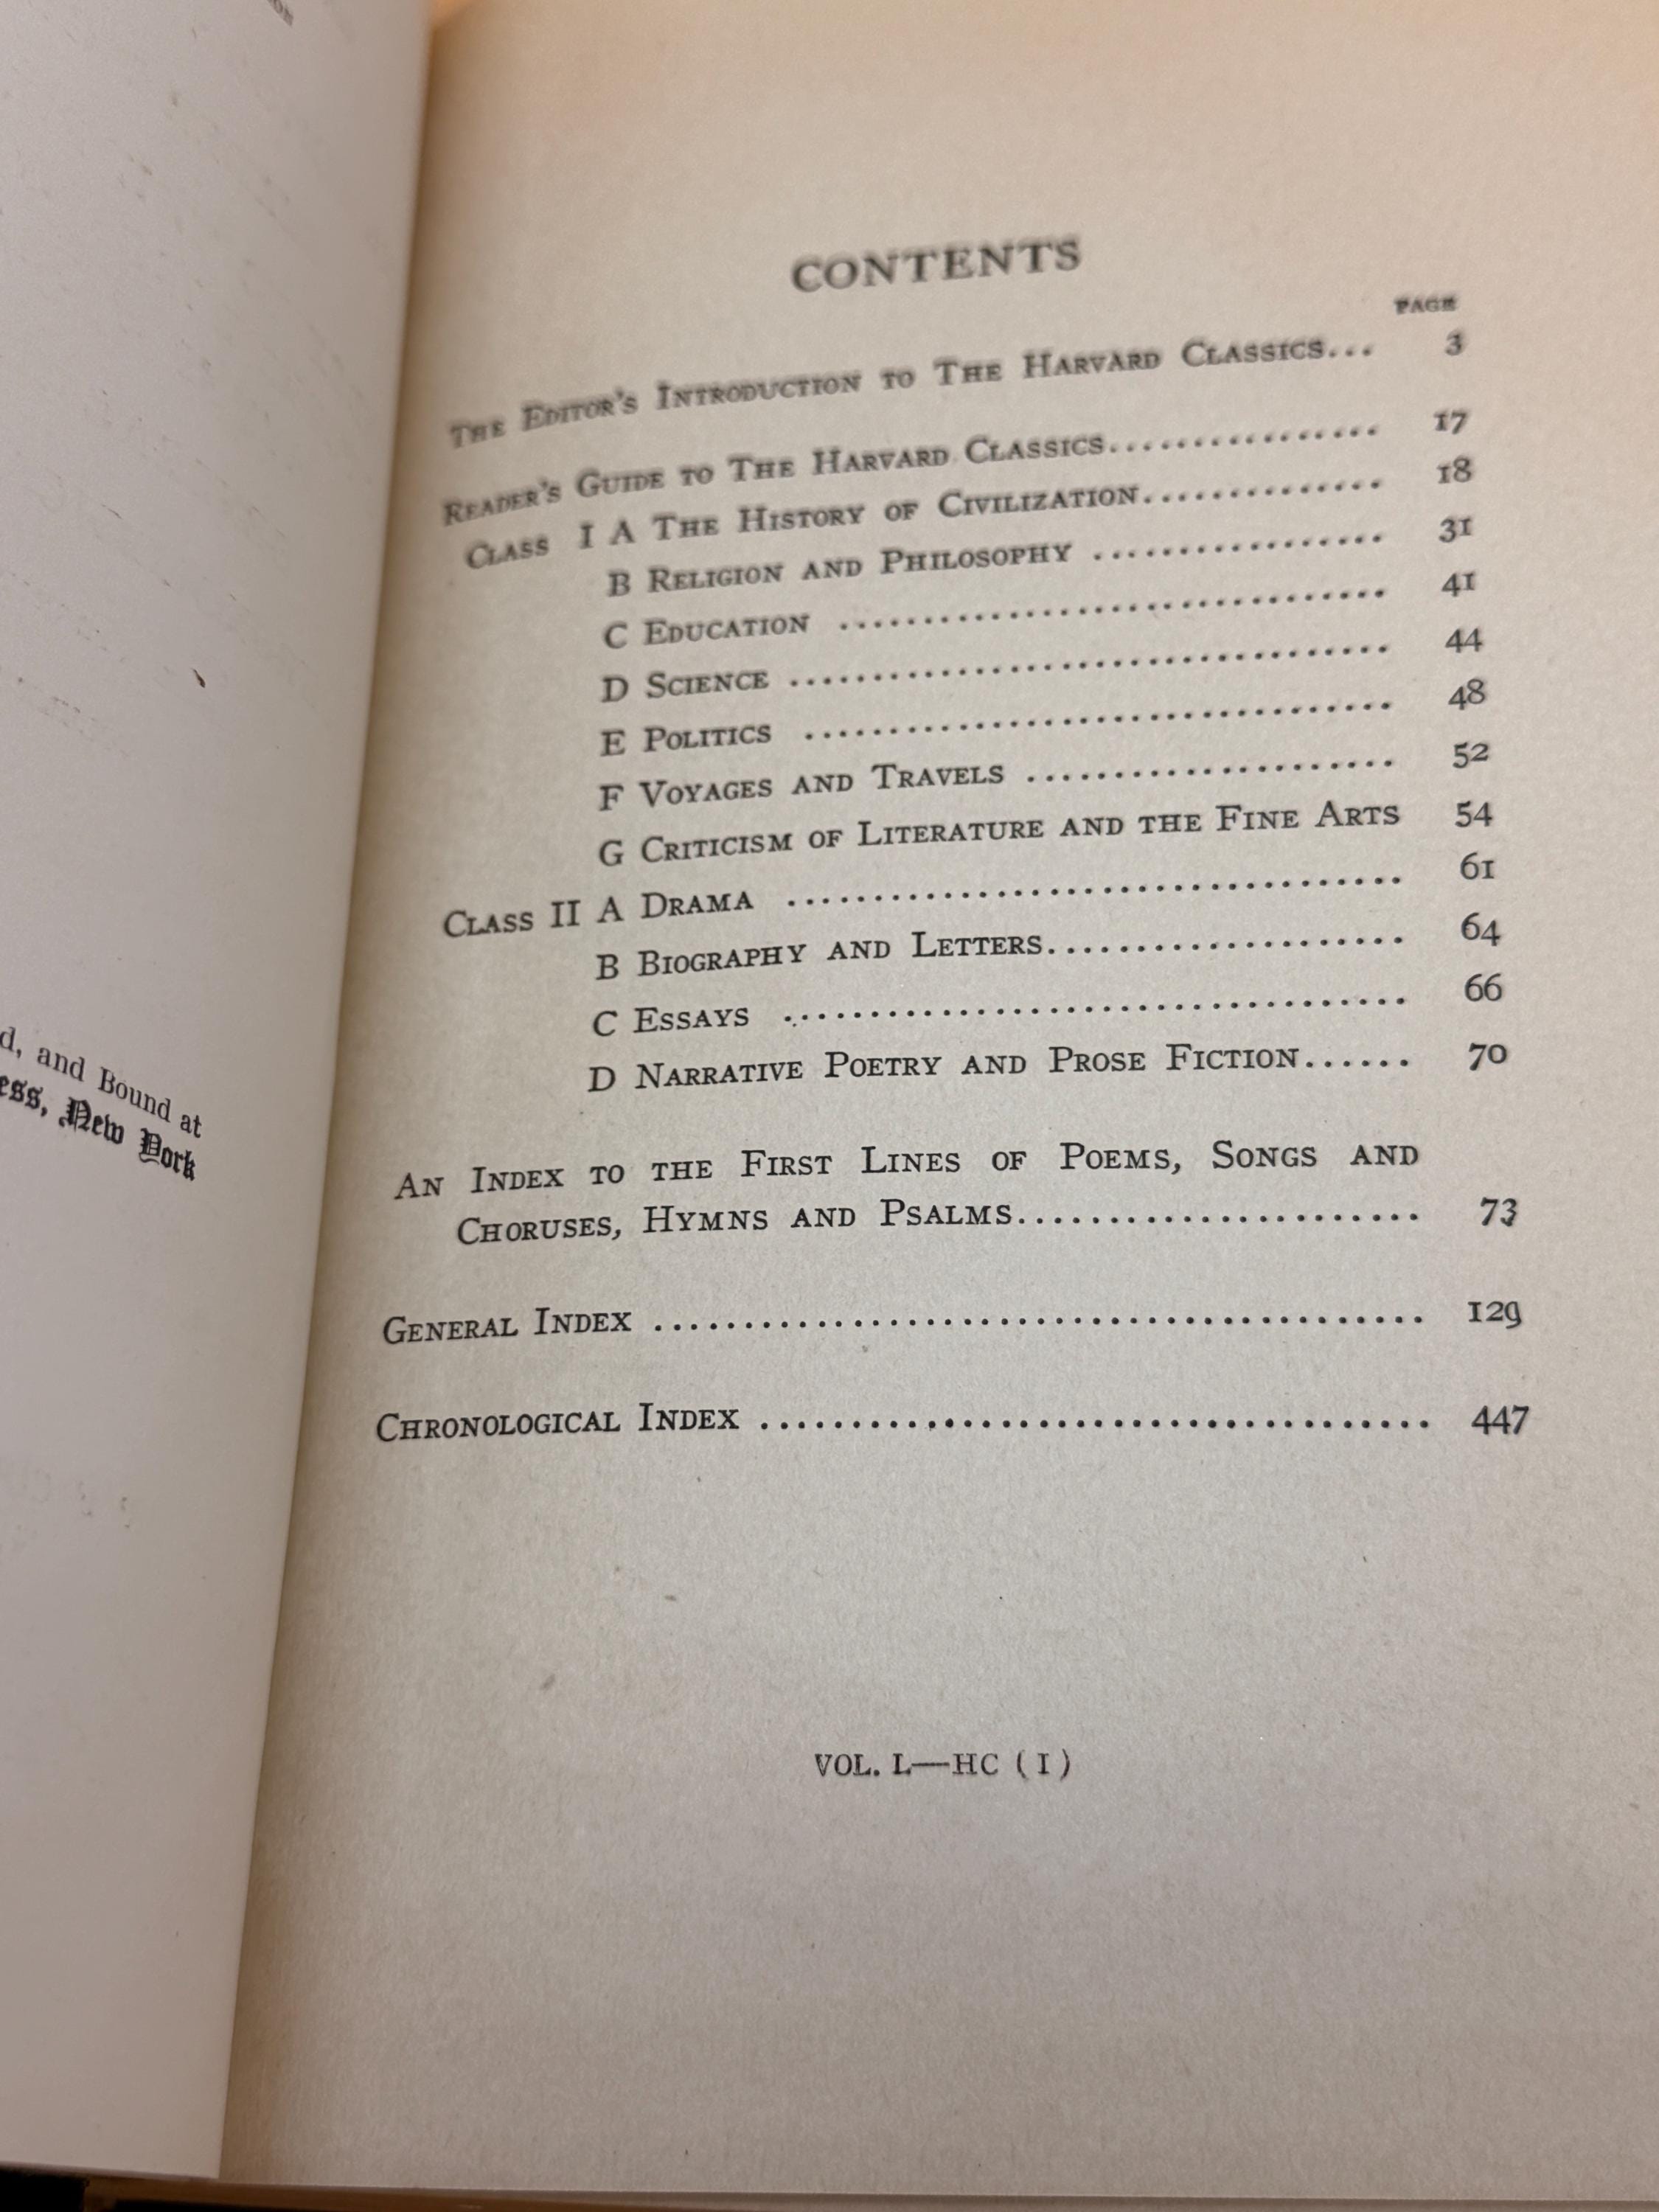 d, and Bound at
ess, New York
CONTENTS
PAGE
THE EDITOR'S INTRODUCTION TO THE HARVARD CLASSICS... 3
READER'S GUIDE TO THE HARVARD CLASSICS................ 17
CLASS I A THE HISTORY OF CIVILIZATION.............. 18
B RELIGION AND PHILOSOPHY ................. 31
C EDUCATION ................................. 41
D SCIENCE .................................... 44
E POLITICS ................................... 48
F VOYAGES AND TRAVELS ...................... 52
G CRITICISM OF LITERATURE AND THE FINE ARTS 54
CLASS II A DRAMA ..................................... 61
B BIOGRAPHY AND LETTERS..................... 64
C ESSAYS ..................................... 66
D NARRATIVE POETRY AND PROSE FICTION...... 70
AN INDEX TO THE FIRST LINES OF POEMS, SONGS AND
CHORUSES, HYMNS AND PSALMS....................... 73
GENERAL INDEX ............................................ 129
CHRONOLOGICAL INDEX ...................................... 447
VOL. L—HC (I)